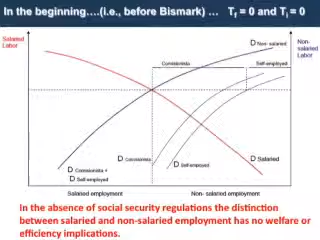 In the beginning….(i.e., before Bismark) … Tf = 0 and Ti = 0
Salaried
Labor
Non-
salaried
Labor
D Non- salaried
Comisionista
Self-employed
D Comisionista
D Self-employed
D Salaried
D Comisionista +
D Self-employed
Salaried employment
Non- salaried employment
In the absence of social security regulations the distinction
between salaried and non-salaried employment has no welfare or
efficiency implications.